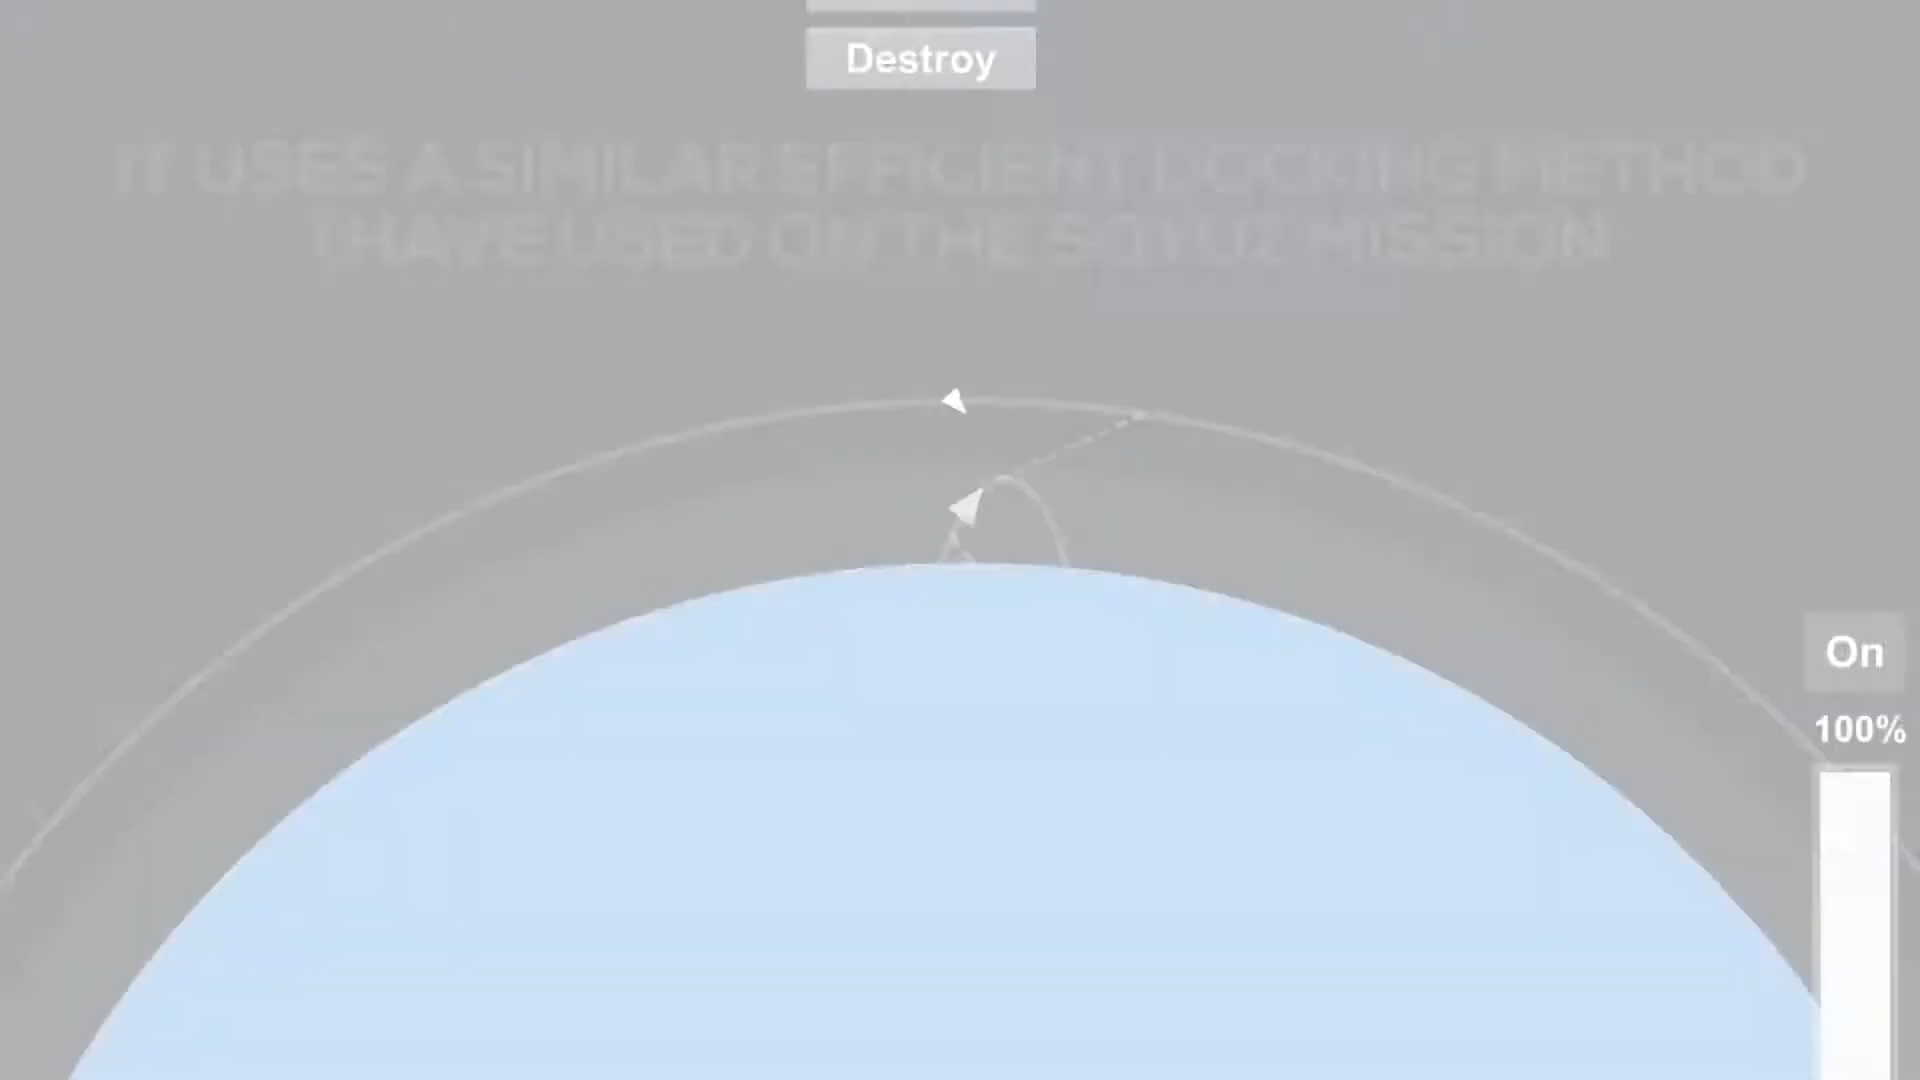 Destroy
IT USES A SIMILAR EFFICIENT DOCKING METHOD
I HAVE USED ON THE SOYUZ MISSION
On
100%